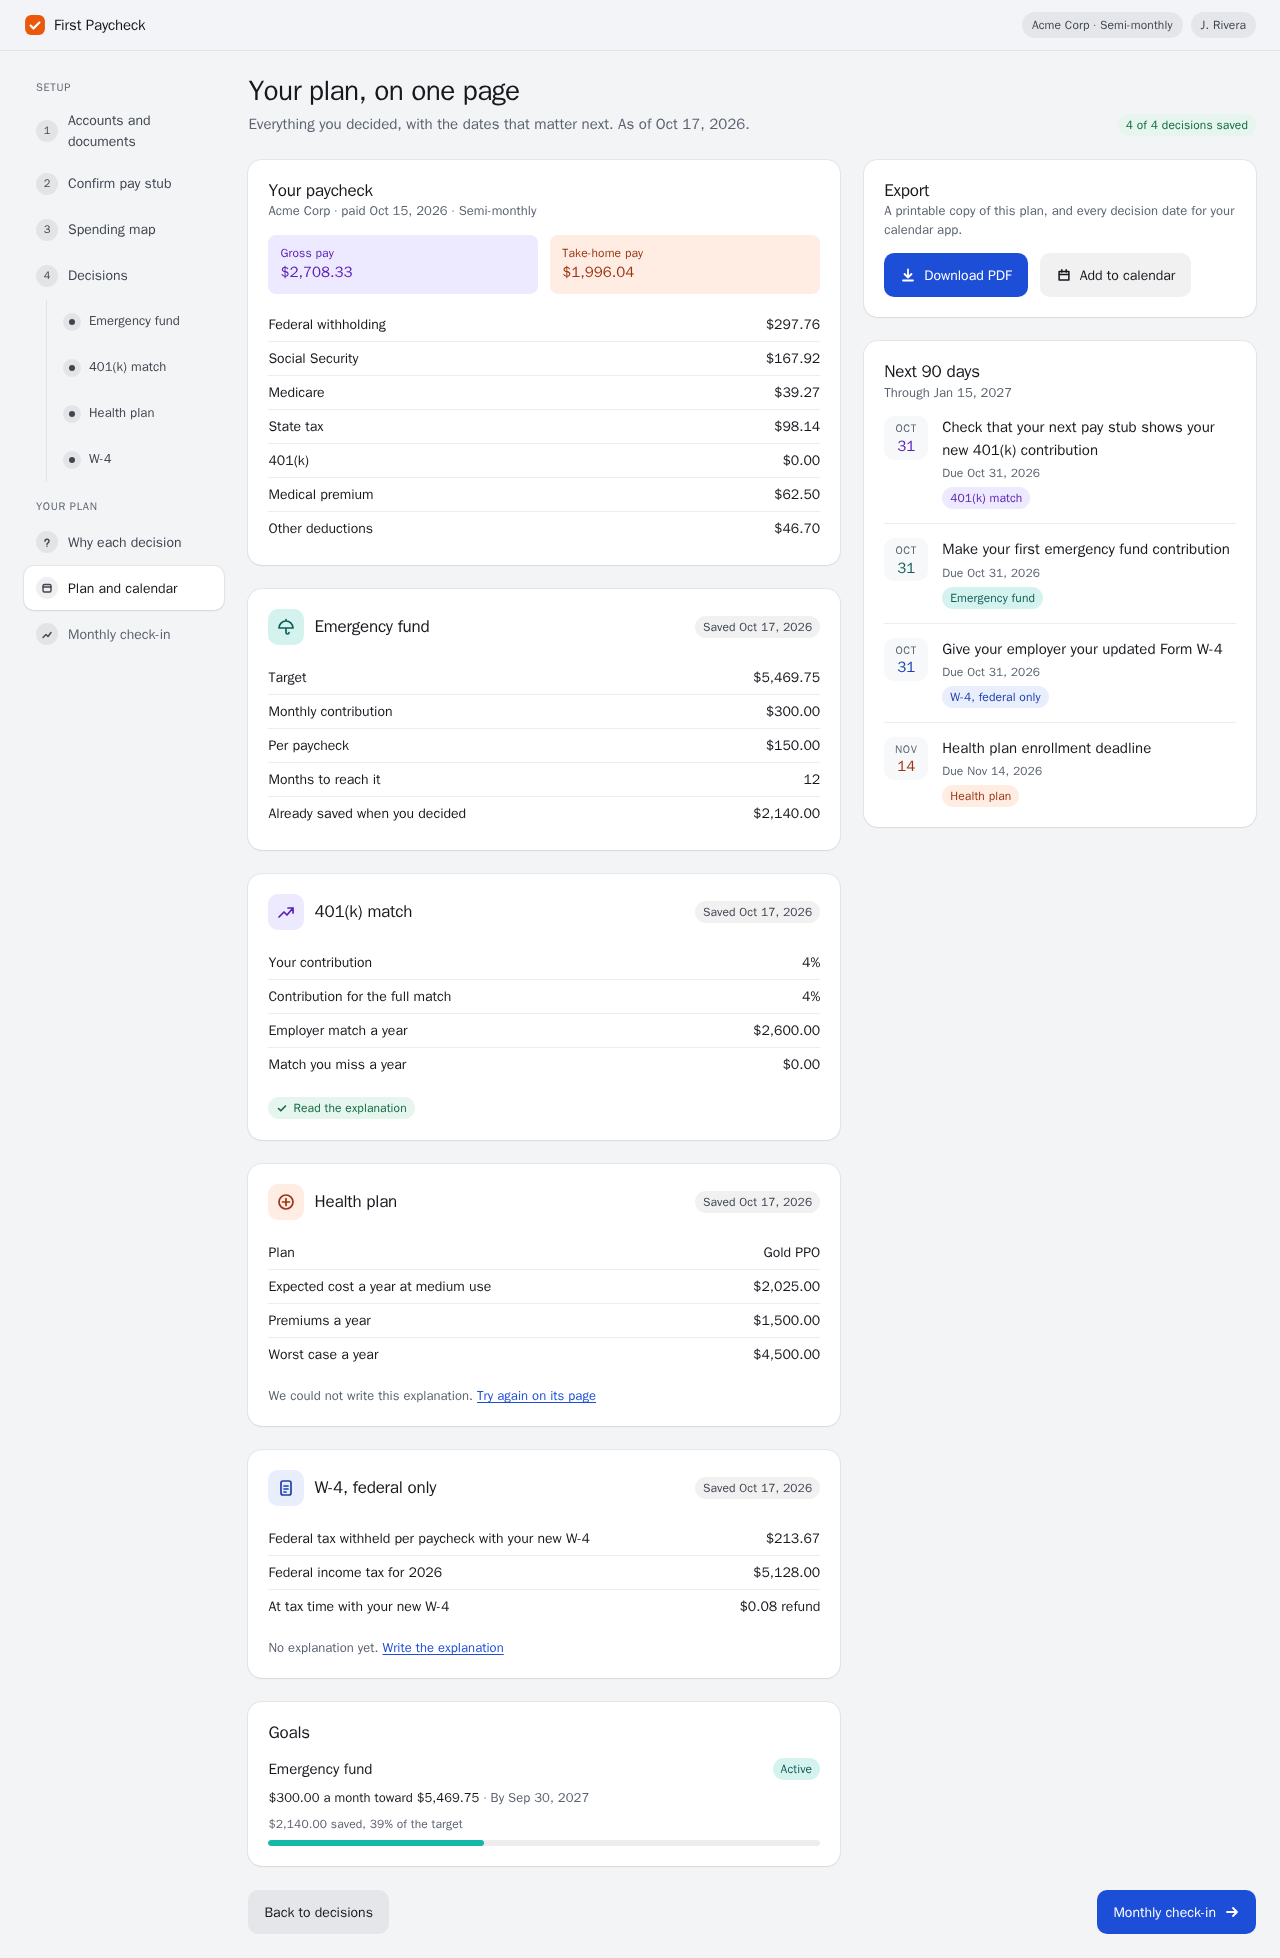 First Paycheck
Acme Corp · Semi-monthly
J. Rivera
SETUP
1
Accounts and
documents
2
Confirm pay stub
3
Spending map
4
Decisions
Emergency fund
401(k) match
Health plan
W-4
YOUR PLAN
?
Why each decision
Plan and calendar
Monthly check-in
Your plan, on one page
Everything you decided, with the dates that matter next. As of Oct 17, 2026.
4 of 4 decisions saved
Your paycheck
Acme Corp · paid Oct 15, 2026 · Semi-monthly
Gross pay
$2,708.33
Take-home pay
$1,996.04
Federal withholding $297.76
Social Security $167.92
Medicare $39.27
State tax $98.14
401(k) $0.00
Medical premium $62.50
Other deductions $46.70
Emergency fund
Saved Oct 17, 2026
Target $5,469.75
Monthly contribution $300.00
Per paycheck $150.00
Months to reach it 12
Already saved when you decided $2,140.00
401(k) match
Saved Oct 17, 2026
Your contribution 4%
Contribution for the full match 4%
Employer match a year $2,600.00
Match you miss a year $0.00
Read the explanation
Health plan
Saved Oct 17, 2026
Plan Gold PPO
Expected cost a year at medium use $2,025.00
Premiums a year $1,500.00
Worst case a year $4,500.00
We could not write this explanation. Try again on its page
W-4, federal only
Saved Oct 17, 2026
Federal tax withheld per paycheck with your new W-4 $213.67
Federal income tax for 2026 $5,128.00
At tax time with your new W-4 $0.08 refund
No explanation yet. Write the explanation
Goals
Emergency fund
Active
$300.00 a month toward $5,469.75 · By Sep 30, 2027
$2,140.00 saved, 39% of the target
Export
A printable copy of this plan, and every decision date for your
calendar app.
Download PDF
Add to calendar
Next 90 days
Through Jan 15, 2027
OCT
31
Check that your next pay stub shows your
new 401(k) contribution
Due Oct 31, 2026
401(k) match
OCT
31
Make your first emergency fund contribution
Due Oct 31, 2026
Emergency fund
OCT
31
Give your employer your updated Form W-4
Due Oct 31, 2026
W-4, federal only
NOV
14
Health plan enrollment deadline
Due Nov 14, 2026
Health plan
Back to decisions
Monthly check-in